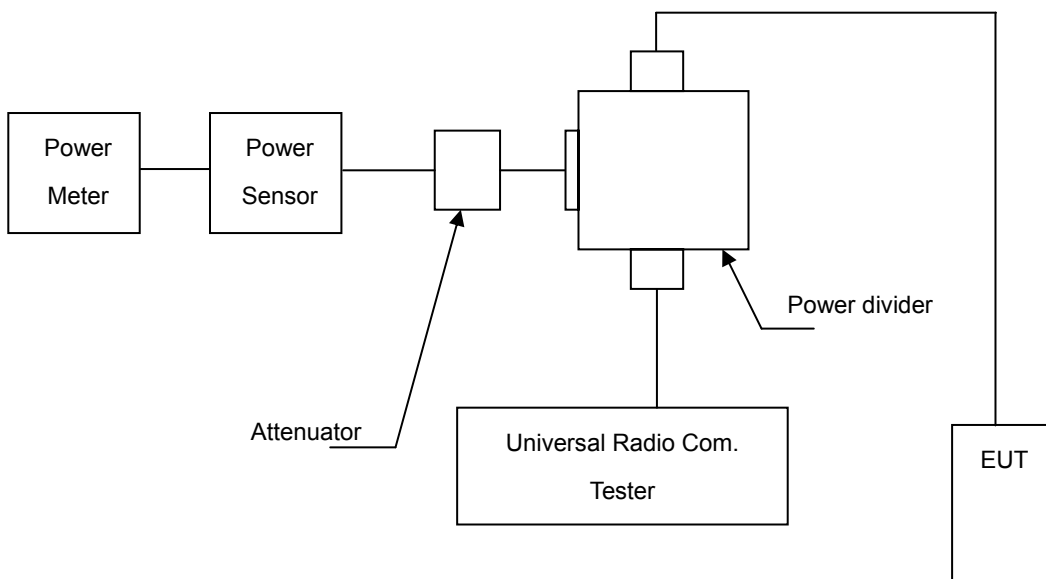 Power
Meter
Power
Sensor
Power divider
Attenuator
Universal Radio Com.
Tester
EUT